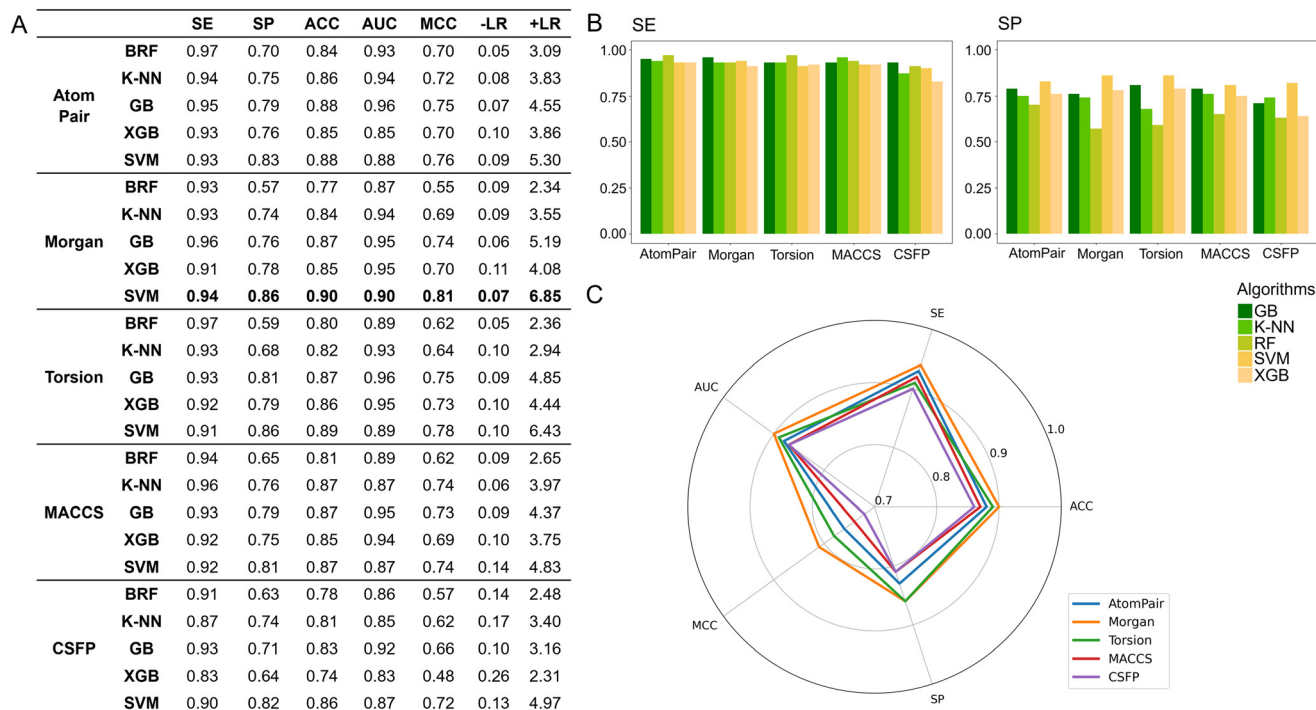 A
SE SP ACC AUC MCC -LR +LR
Atom Pair
BRF 0.97 0.70 0.84 0.93 0.70 0.05 3.09
K-NN 0.94 0.75 0.86 0.94 0.72 0.08 3.83
GB 0.95 0.79 0.88 0.96 0.75 0.07 4.55
XGB 0.93 0.76 0.85 0.85 0.70 0.10 3.86
SVM 0.93 0.83 0.88 0.88 0.76 0.09 5.30
Morgan
BRF 0.93 0.57 0.77 0.87 0.55 0.09 2.34
K-NN 0.93 0.74 0.84 0.94 0.69 0.09 3.55
GB 0.96 0.76 0.87 0.95 0.74 0.06 5.19
XGB 0.91 0.78 0.85 0.95 0.70 0.11 4.08
SVM 0.94 0.86 0.90 0.90 0.81 0.07 6.85
Torsion
BRF 0.97 0.59 0.80 0.89 0.62 0.05 2.36
K-NN 0.93 0.68 0.82 0.93 0.64 0.10 2.94
GB 0.93 0.81 0.87 0.96 0.75 0.09 4.85
XGB 0.92 0.79 0.86 0.95 0.73 0.10 4.44
SVM 0.91 0.86 0.89 0.89 0.78 0.10 6.43
MACCS
BRF 0.94 0.65 0.81 0.89 0.62 0.09 2.65
K-NN 0.96 0.76 0.87 0.87 0.74 0.06 3.97
GB 0.93 0.79 0.87 0.95 0.73 0.09 4.37
XGB 0.92 0.75 0.85 0.94 0.69 0.10 3.75
SVM 0.92 0.81 0.87 0.87 0.74 0.14 4.83
CSFP
BRF 0.91 0.63 0.78 0.86 0.57 0.14 2.48
K-NN 0.87 0.74 0.81 0.85 0.62 0.17 3.40
GB 0.93 0.71 0.83 0.92 0.66 0.10 3.16
XGB 0.83 0.64 0.74 0.83 0.48 0.26 2.31
SVM 0.90 0.82 0.86 0.87 0.72 0.13 4.97
B
SE
1.00
0.75
0.50
0.25
0.00
AtomPair Morgan Torsion MACCS CSFP
SP
1.00
0.75
0.50
0.25
0.00
AtomPair Morgan Torsion MACCS CSFP
Algorithms
GB
K-NN
RF
SVM
XGB
C
SE
AUC
1.0
0.9
0.8
0.7
ACC
MCC
SP
AtomPair
Morgan
Torsion
MACCS
CSFP